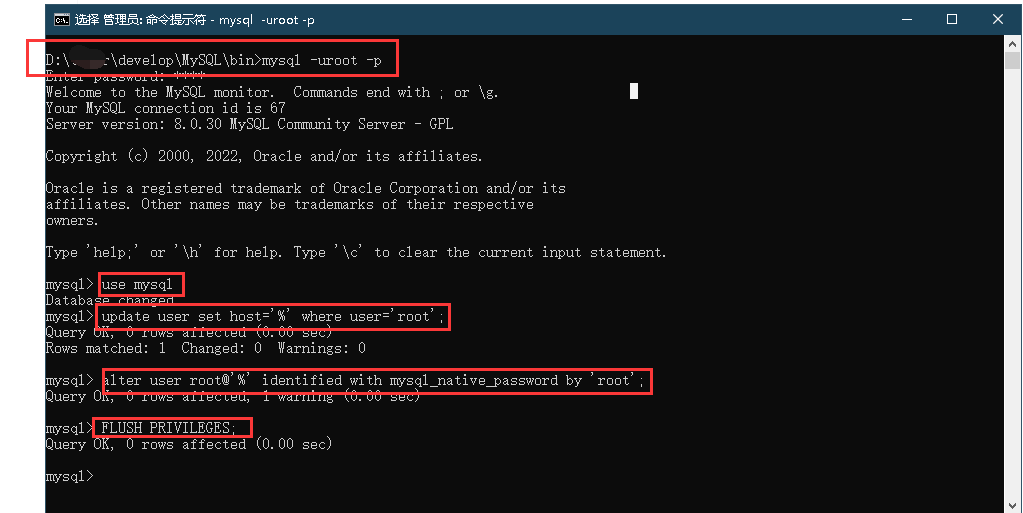 选择 管理员: 命令提示符 - mysql  -uroot -p
D:\ r\develop\MySQL\bin>mysql -uroot -p
Enter password: ****
Welcome to the MySQL monitor.  Commands end with ; or \g.
Your MySQL connection id is 67
Server version: 8.0.30 MySQL Community Server - GPL
Copyright (c) 2000, 2022, Oracle and/or its affiliates.
Oracle is a registered trademark of Oracle Corporation and/or its
affiliates. Other names may be trademarks of their respective
owners.
Type 'help;' or '\h' for help. Type '\c' to clear the current input statement.
mysql> use mysql
Database changed
mysql> update user set host='%' where user='root';
Query OK, 0 rows affected (0.00 sec)
Rows matched: 1  Changed: 0  Warnings: 0
mysql> alter user root@'%' identified with mysql_native_password by 'root';
Query OK, 0 rows affected, 1 warning (0.00 sec)
mysql> FLUSH PRIVILEGES;
Query OK, 0 rows affected (0.00 sec)
mysql>